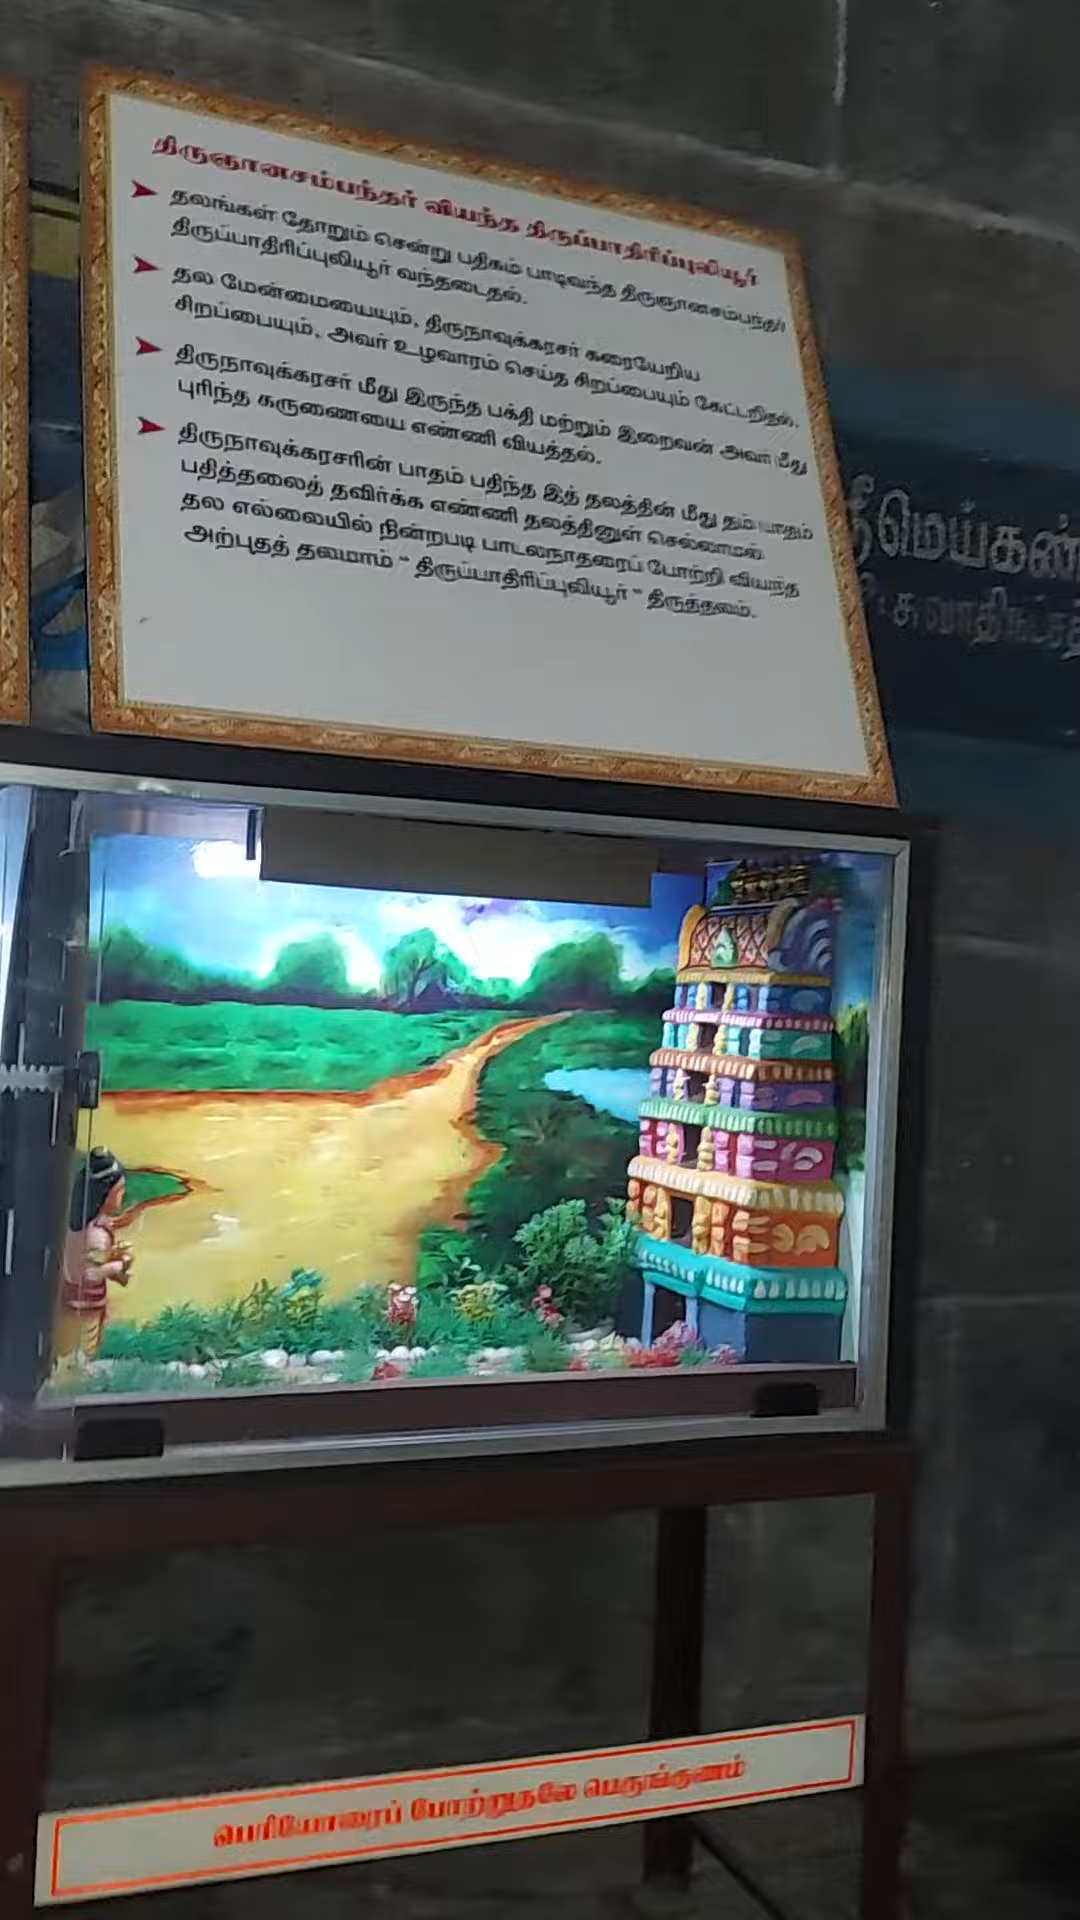 திருஞானசம்பந்தர் வியந்த திருப்பாதிரிப்புலியூர்
தலங்கள் தோறும் சென்று பதிகம் பாடிவந்த திருஞானசம்பந்தர்
திருப்பாதிரிப்புலியூர் வந்தடைதல்.
தல மேன்மையையும், திருநாவுக்கரசர் கரையேறிய
சிறப்பையும், அவர் உழவாரம் செய்த சிறப்பையும் கேட்டறிதல்.
திருநாவுக்கரசர் மீது இருந்த பக்தி மற்றும் இறைவன் அவர் மீது
புரிந்த கருணையை எண்ணி வியத்தல்.
திருநாவுக்கரசரின் பாதம் பதிந்த இத் தலத்தின் மீது தம் பாதம்
பதித்தலைத் தவிர்க்க எண்ணி தலத்தினுள் செல்லாமல்
தல எல்லையில் நின்றபடி பாடலநாதரைப் போற்றி வியந்த
அற்புதத் தலமாம் " திருப்பாதிரிப்புலியூர் " திருத்தலம்.
மெய்கண்
பெரியோரைப் போற்றுதலே பெருங்குணம்